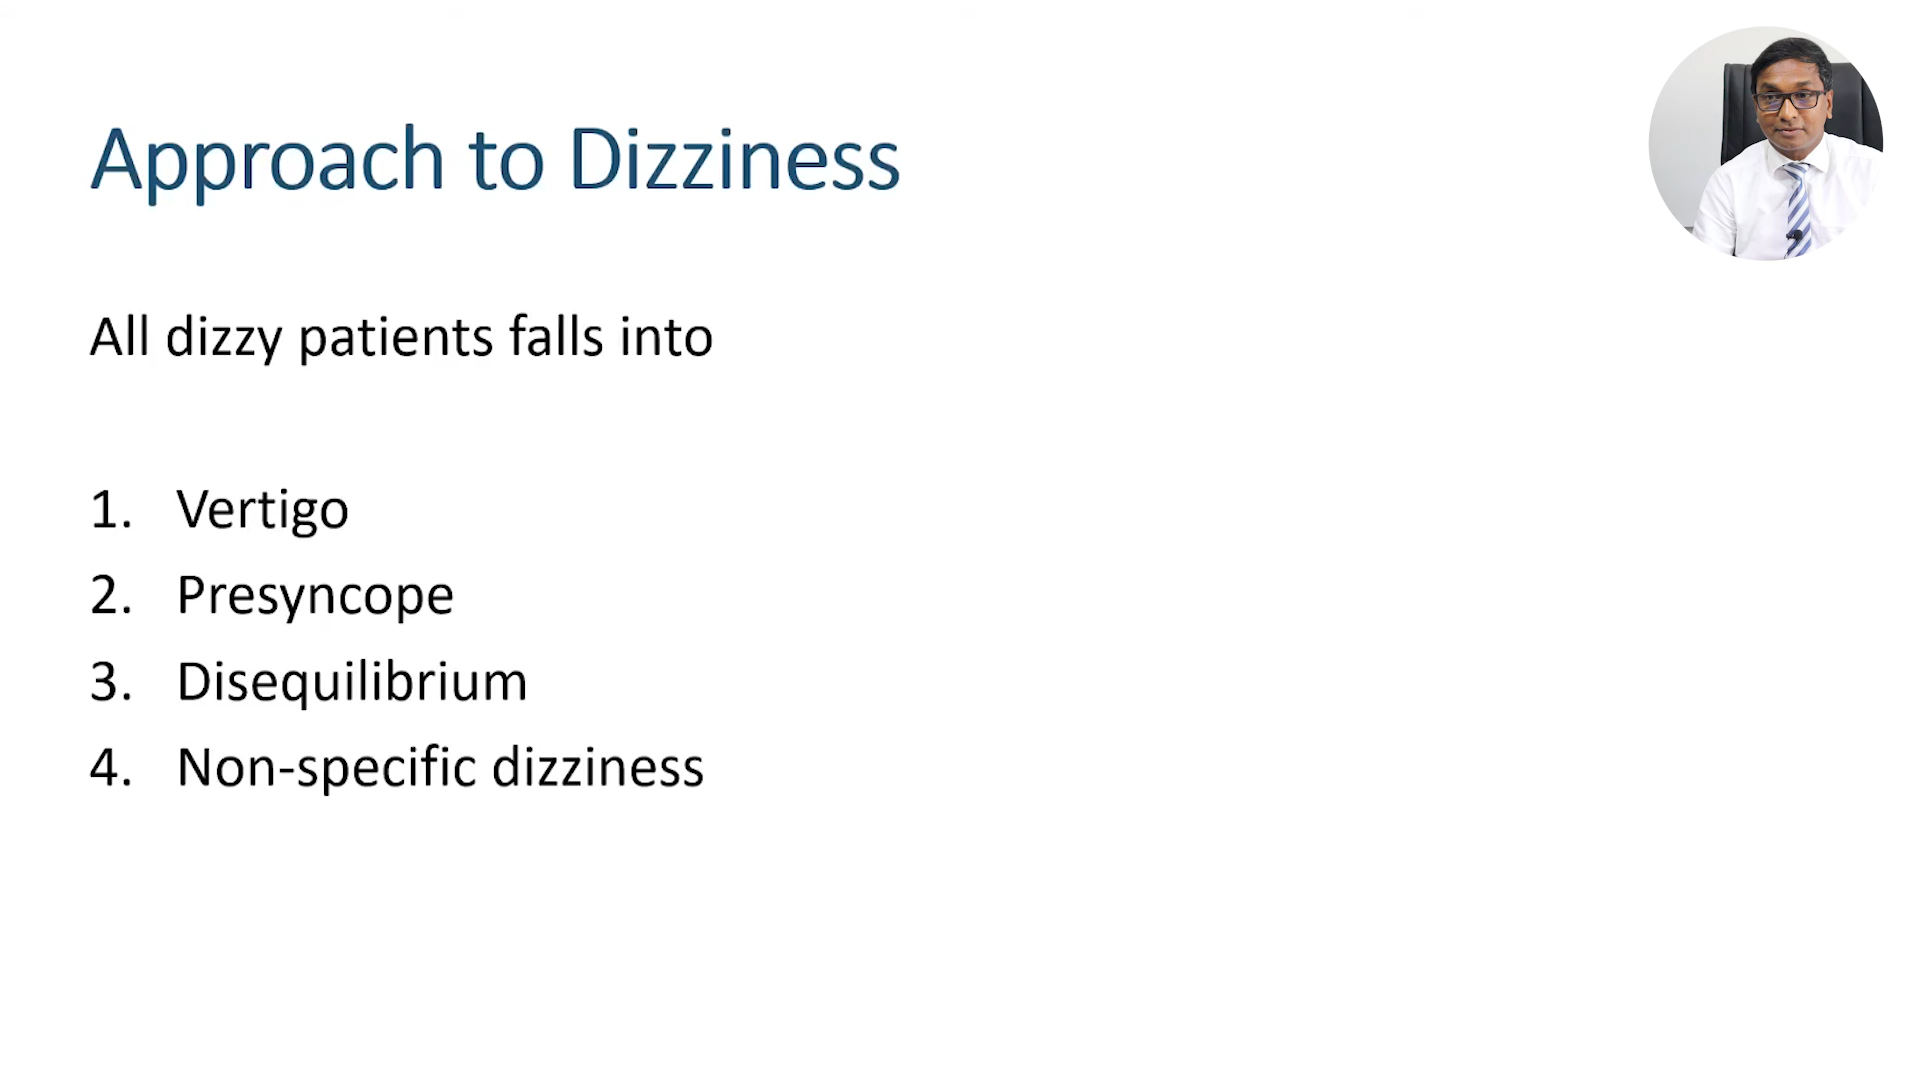 Approach to Dizziness
All dizzy patients falls into
1. Vertigo
2. Presyncope
3. Disequilibrium
4. Non-specific dizziness